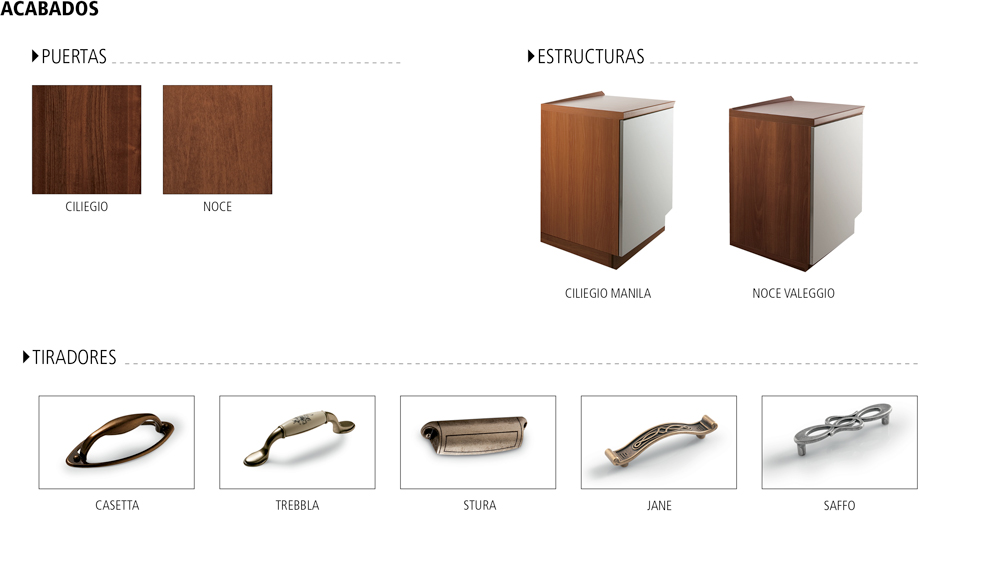 ACABADOS
PUERTAS
CILIEGIO
NOCE
ESTRUCTURAS
CILIEGIO MANILA
NOCE VALEGGIO
TIRADORES
CASETTA
TREBBLA
STURA
JANE
SAFFO